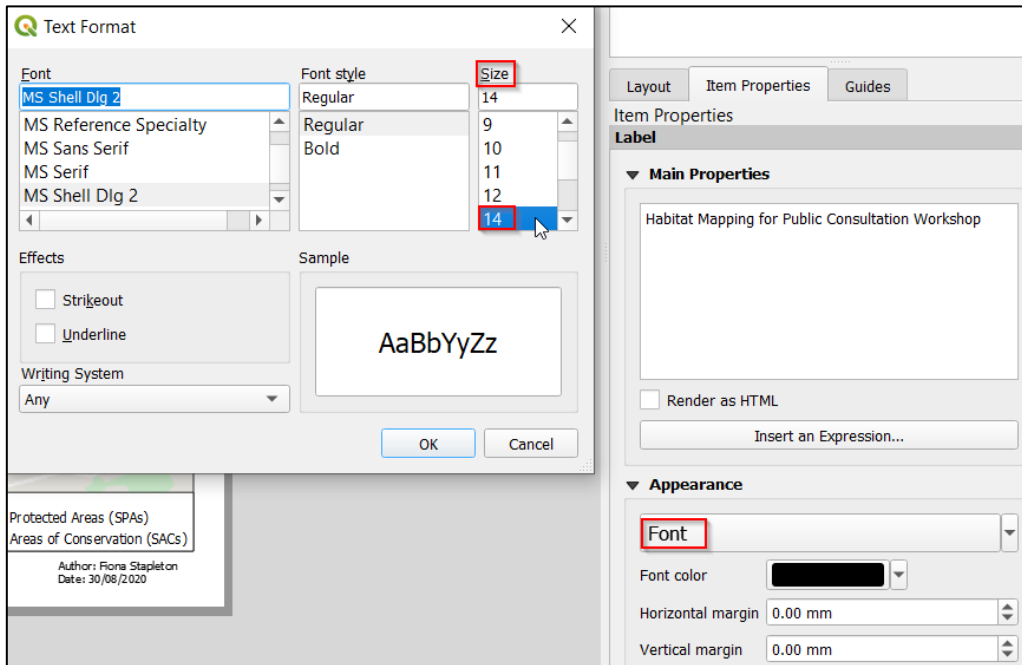 Text Format
Font
MS Shell Dlg 2
MS Reference Specialty
MS Sans Serif
MS Serif
MS Shell Dlg 2
Font style
Regular
Regular
Bold
Size
14
9
10
11
12
14
Effects
Strikeout
Underline
Writing System
Any
Sample
AaBbYyZz
OK
Cancel
Protected Areas (SPAs)
Areas of Conservation (SACs)
Author: Fiona Stapleton
Date: 30/08/2020
Layout
Item Properties
Guides
Item Properties
Label
Main Properties
Habitat Mapping for Public Consultation Workshop
Render as HTML
Insert an Expression...
Appearance
Font
Font color
Horizontal margin
0.00 mm
Vertical margin
0.00 mm